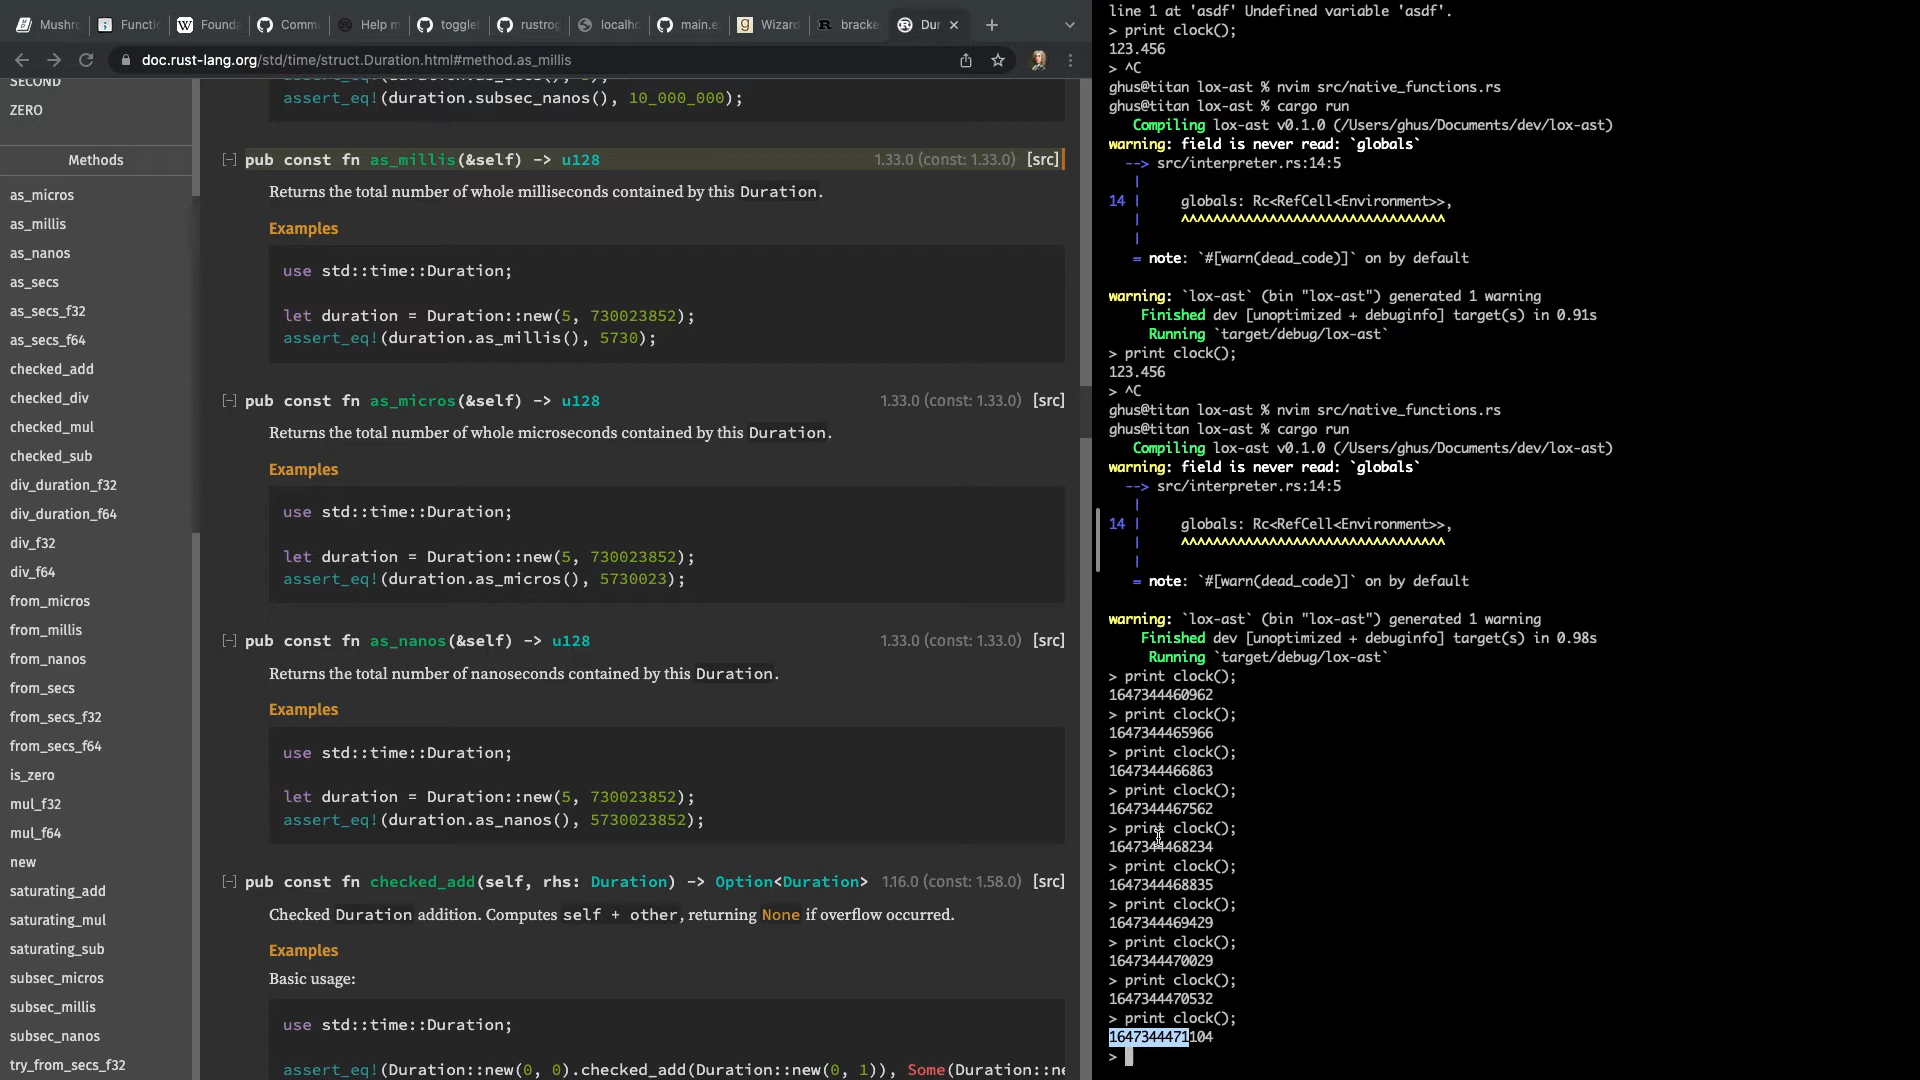 Mushro
Functi
Founda
Commi
Help m
toggle
rustrog
localho
main.e
Wizard
bracke
Dur
doc.rust-lang.org/std/time/struct.Duration.html#method.as_millis
SECOND
ZERO
Methods
as_micros
as_millis
as_nanos
as_secs
as_secs_f32
as_secs_f64
checked_add
checked_div
checked_mul
checked_sub
div_duration_f32
div_duration_f64
div_f32
div_f64
from_micros
from_millis
from_nanos
from_secs
from_secs_f32
from_secs_f64
is_zero
mul_f32
mul_f64
new
saturating_add
saturating_mul
saturating_sub
subsec_micros
subsec_millis
subsec_nanos
try_from_secs_f32
assert_eq!(duration.subsec_nanos(), 10_000_000);
[-] pub const fn as_millis(&self) -> u128 1.33.0 (const: 1.33.0) [src]
Returns the total number of whole milliseconds contained by this Duration.
Examples
use std::time::Duration;
let duration = Duration::new(5, 730023852);
assert_eq!(duration.as_millis(), 5730);
[-] pub const fn as_micros(&self) -> u128 1.33.0 (const: 1.33.0) [src]
Returns the total number of whole microseconds contained by this Duration.
Examples
use std::time::Duration;
let duration = Duration::new(5, 730023852);
assert_eq!(duration.as_micros(), 5730023);
[-] pub const fn as_nanos(&self) -> u128 1.33.0 (const: 1.33.0) [src]
Returns the total number of nanoseconds contained by this Duration.
Examples
use std::time::Duration;
let duration = Duration::new(5, 730023852);
assert_eq!(duration.as_nanos(), 5730023852);
[-] pub const fn checked_add(self, rhs: Duration) -> Option<Duration> 1.16.0 (const: 1.58.0) [src]
Checked Duration addition. Computes self + other, returning None if overflow occurred.
Examples
Basic usage:
use std::time::Duration;
assert_eq!(Duration::new(0, 0).checked_add(Duration::new(0, 1)), Some(Duration::ne
line 1 at 'asdf' Undefined variable 'asdf'.
> print clock();
123.456
> ^C
ghus@titan lox-ast % nvim src/native_functions.rs
ghus@titan lox-ast % cargo run
Compiling lox-ast v0.1.0 (/Users/ghus/Documents/dev/lox-ast)
warning: field is never read: `globals`
--> src/interpreter.rs:14:5
|
14 | globals: Rc<RefCell<Environment>>,
| ^^^^^^^^^^^^^^^^^^^^^^^^^^^^^^^^^
|
= note: `#[warn(dead_code)]` on by default
warning: `lox-ast` (bin "lox-ast") generated 1 warning
Finished dev [unoptimized + debuginfo] target(s) in 0.91s
Running `target/debug/lox-ast`
> print clock();
123.456
> ^C
ghus@titan lox-ast % nvim src/native_functions.rs
ghus@titan lox-ast % cargo run
Compiling lox-ast v0.1.0 (/Users/ghus/Documents/dev/lox-ast)
warning: field is never read: `globals`
--> src/interpreter.rs:14:5
|
14 | globals: Rc<RefCell<Environment>>,
| ^^^^^^^^^^^^^^^^^^^^^^^^^^^^^^^^^
|
= note: `#[warn(dead_code)]` on by default
warning: `lox-ast` (bin "lox-ast") generated 1 warning
Finished dev [unoptimized + debuginfo] target(s) in 0.98s
Running `target/debug/lox-ast`
> print clock();
1647344460962
> print clock();
1647344465966
> print clock();
1647344466863
> print clock();
1647344467562
> print clock();
1647344468234
> print clock();
1647344468835
> print clock();
1647344469429
> print clock();
1647344470029
> print clock();
1647344470532
> print clock();
1647344471104
>